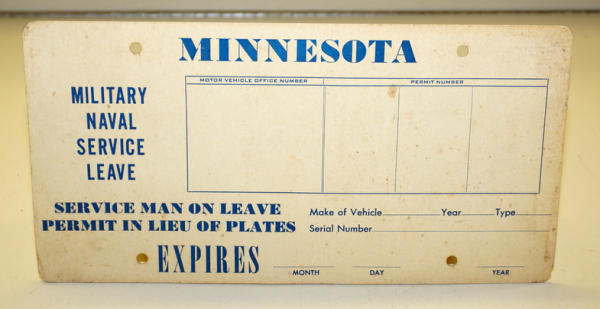 MINNESOTA
MOTOR VEHICLE OFFICE NUMBER PERMIT NUMBER
MILITARY
NAVAL
SERVICE
LEAVE
SERVICE MAN ON LEAVE
PERMIT IN LIEU OF PLATES
Make of Vehicle Year Type
Serial Number
EXPIRES
MONTH DAY YEAR